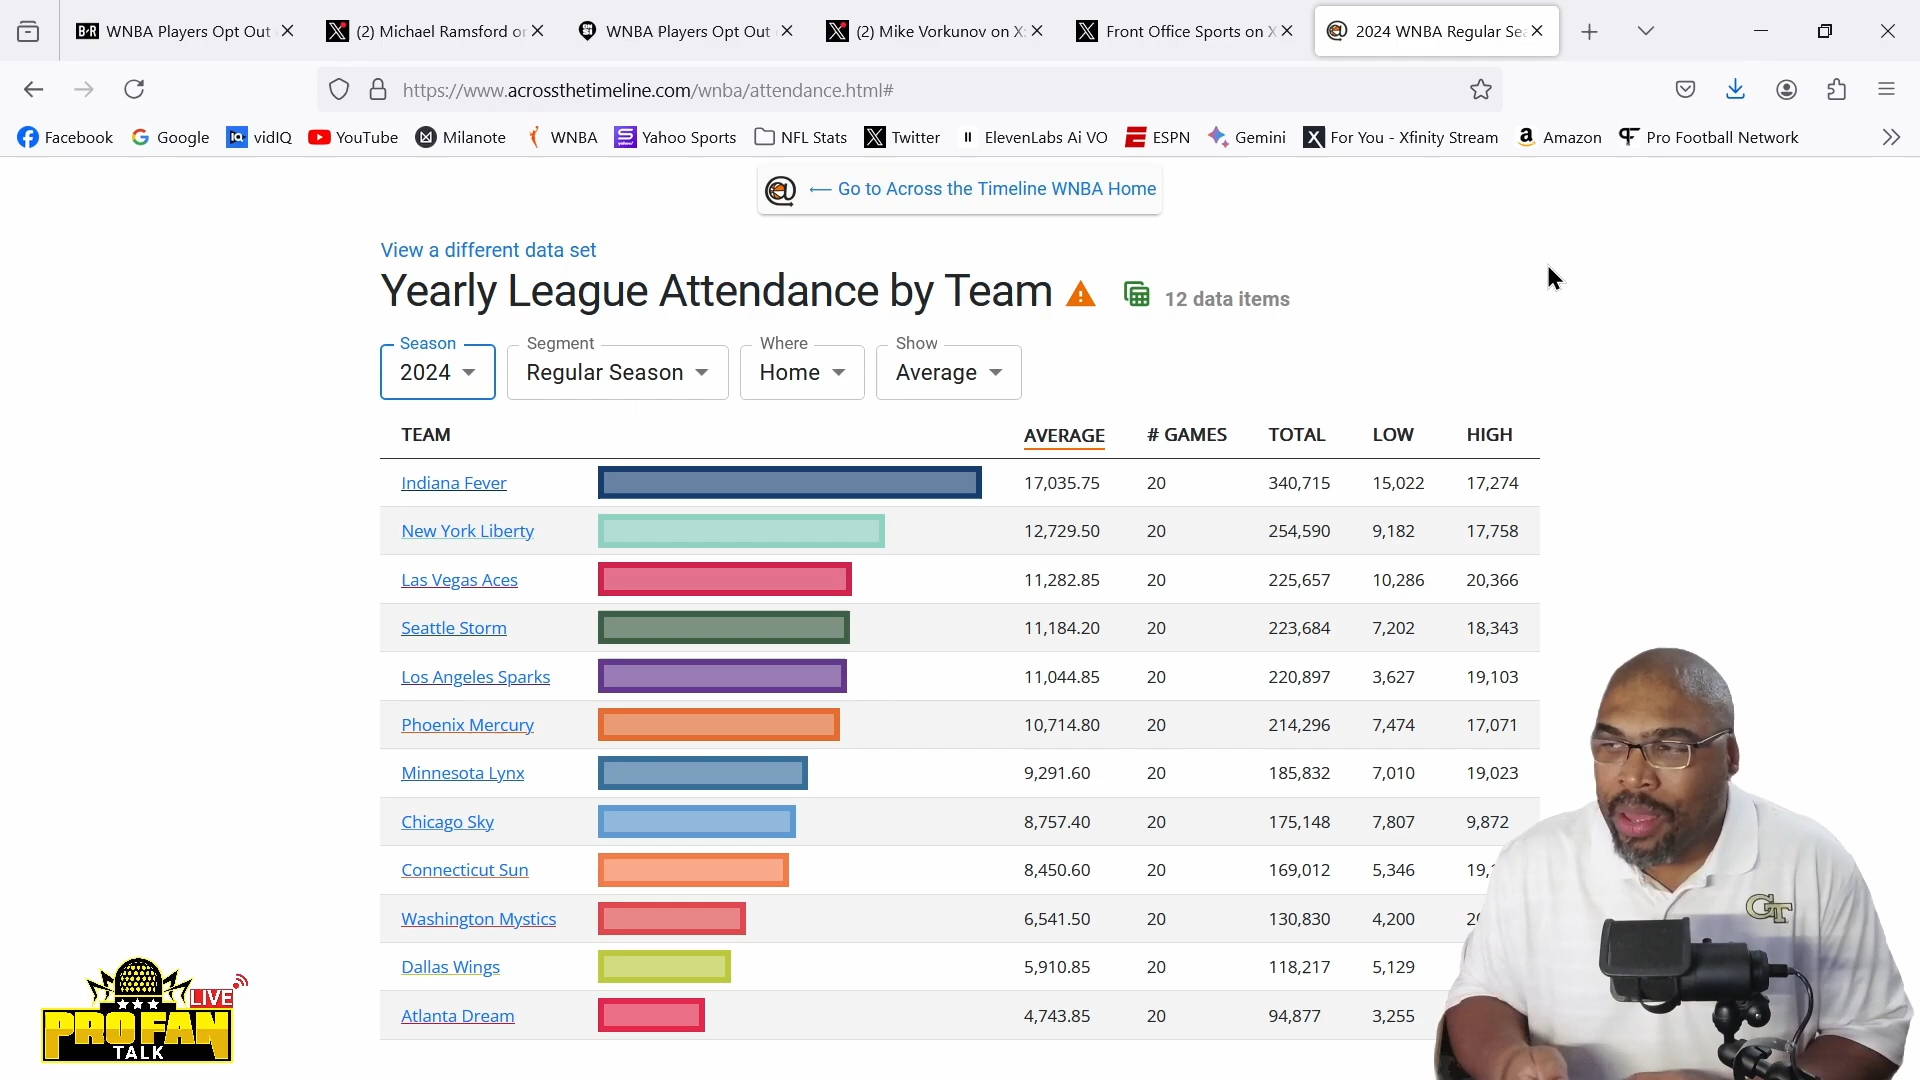 B/R WNBA Players Opt Out
(2) Michael Ramsford or
WNBA Players Opt Out
(2) Mike Vorkunov on X:
Front Office Sports on X
2024 WNBA Regular Sea
https://www.acrossthetimeline.com/wnba/attendance.html#
Facebook Google vidIQ YouTube Milanote WNBA Yahoo Sports NFL Stats Twitter ElevenLabs Ai VO ESPN Gemini For You - Xfinity Stream Amazon Pro Football Network
⟵ Go to Across the Timeline WNBA Home
View a different data set
Yearly League Attendance by Team 12 data items
Season Segment Where Show
2024 Regular Season Home Average
TEAM AVERAGE # GAMES TOTAL LOW HIGH
Indiana Fever 17,035.75 20 340,715 15,022 17,274
New York Liberty 12,729.50 20 254,590 9,182 17,758
Las Vegas Aces 11,282.85 20 225,657 10,286 20,366
Seattle Storm 11,184.20 20 223,684 7,202 18,343
Los Angeles Sparks 11,044.85 20 220,897 3,627 19,103
Phoenix Mercury 10,714.80 20 214,296 7,474 17,071
Minnesota Lynx 9,291.60 20 185,832 7,010 19,023
Chicago Sky 8,757.40 20 175,148 7,807 9,872
Connecticut Sun 8,450.60 20 169,012 5,346
Washington Mystics 6,541.50 20 130,830 4,200
Dallas Wings 5,910.85 20 118,217 5,129
Atlanta Dream 4,743.85 20 94,877 3,255
GT
LIVE
PRO FAN
TALK